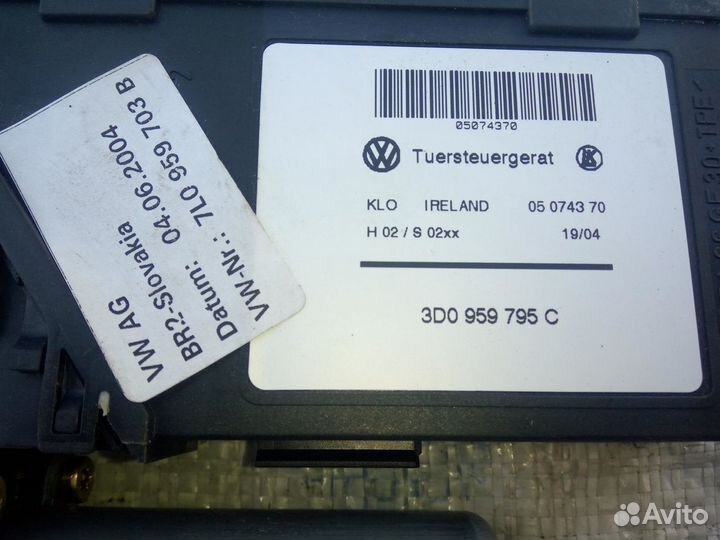 VW AG
BR2-Slovakia
Datum: 04.06.2004
VW-Nr.: 7L0 959 703 B
05074370
Tuersteuergerat
KLO IRELAND 05 0743 70
H 02 / S 02xx 19/04
3D0 959 795 C
Avito